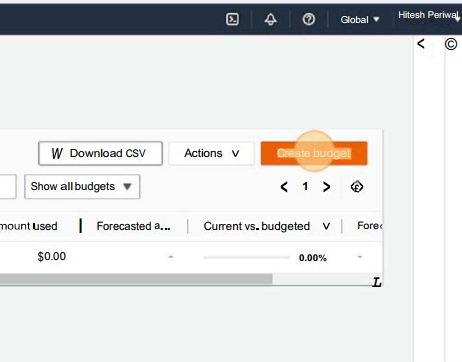 Global Hitesh Periwal
Download CSV Actions Create budget
Show all budgets 1
mount used Forecasted a... Current vs. budgeted Forec
$0.00 - 0.00% -